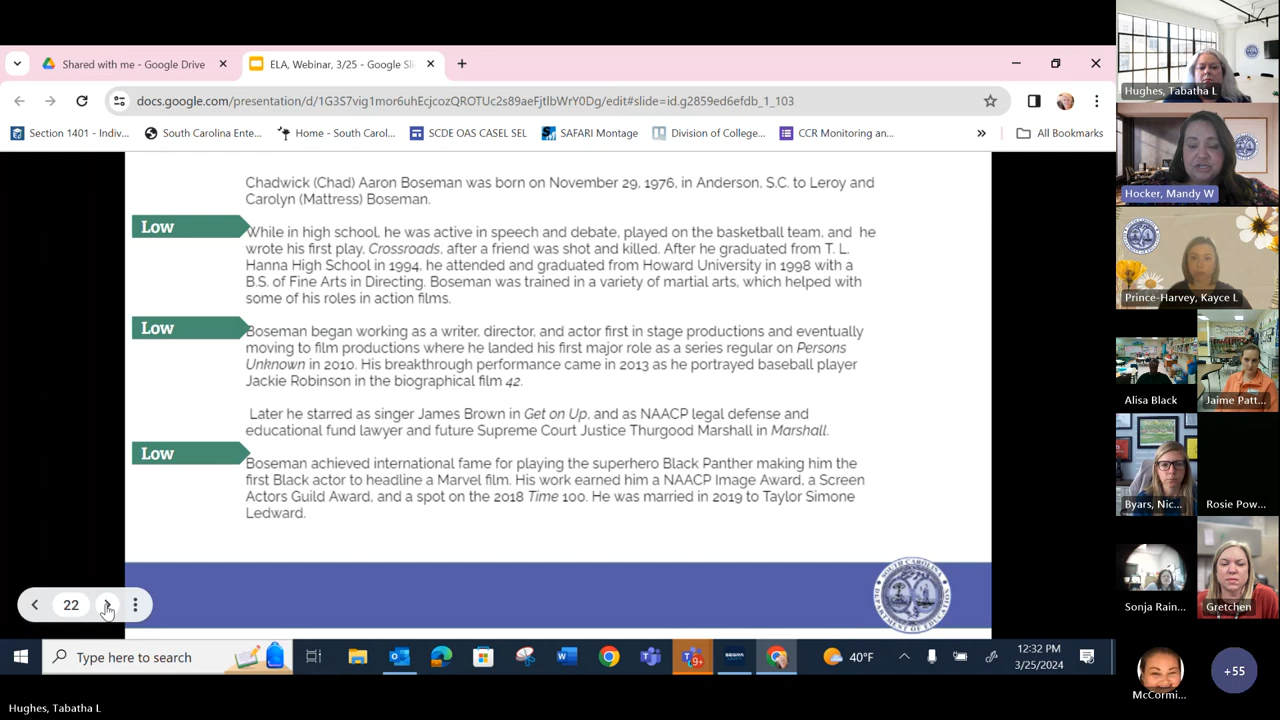 Shared with me - Google Drive
ELA, Webinar, 3/25 - Google Sli
docs.google.com/presentation/d/1G3S7vig1mor6uhEcjcozQROTUc2s89aeFjtIbWrY0Dg/edit#slide=id.g2859ed6efdb_1_103
Section 1401 - Indiv...
South Carolina Ente...
Home - South Carol...
SCDE OAS CASEL SEL
SAFARI Montage
Division of College...
CCR Monitoring an...
All Bookmarks
Chadwick (Chad) Aaron Boseman was born on November 29, 1976, in Anderson, S.C. to Leroy and
Carolyn (Mattress) Boseman.
Low
While in high school, he was active in speech and debate, played on the basketball team, and he
wrote his first play, Crossroads, after a friend was shot and killed. After he graduated from T. L.
Hanna High School in 1994, he attended and graduated from Howard University in 1998 with a
B.S. of Fine Arts in Directing. Boseman was trained in a variety of martial arts, which helped with
some of his roles in action films.
Low
Boseman began working as a writer, director, and actor first in stage productions and eventually
moving to film productions where he landed his first major role as a series regular on Persons
Unknown in 2010. His breakthrough performance came in 2013 as he portrayed baseball player
Jackie Robinson in the biographical film 42.
Later he starred as singer James Brown in Get on Up, and as NAACP legal defense and
educational fund lawyer and future Supreme Court Justice Thurgood Marshall in Marshall.
Low
Boseman achieved international fame for playing the superhero Black Panther making him the
first Black actor to headline a Marvel film. His work earned him a NAACP Image Award, a Screen
Actors Guild Award, and a spot on the 2018 Time 100. He was married in 2019 to Taylor Simone
Ledward.
22
Type here to search
9+
40°F
12:32 PM
3/25/2024
Hughes, Tabatha L
Hocker, Mandy W
Prince-Harvey, Kayce L
Alisa Black
Jaime Patt...
Byars, Nic...
Rosie Pow...
Sonja Rain...
Gretchen
McCormi...
+55
Hughes, Tabatha L